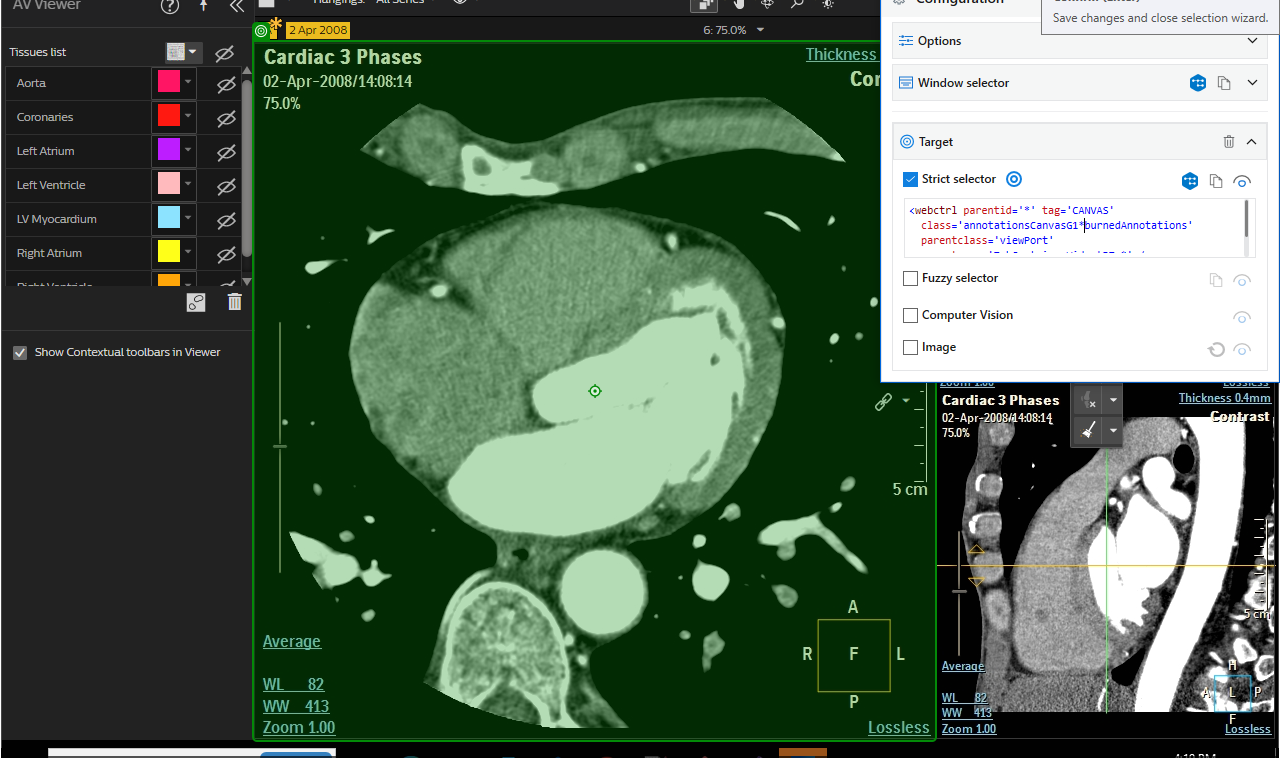 AV Viewer
Hangings: All Series
Tissues list
Aorta
Coronaries
Left Atrium
Left Ventricle
LV Myocardium
Right Atrium
Right Ventricle
Show Contextual toolbars in Viewer
2 Apr 2008
6: 75.0%
Cardiac 3 Phases
Thickness
02-Apr-2008/14:08:14
Cor
75.0%
5 cm
Average
WL 82
WW 413
Zoom 1.00
A
R F L
P
Lossless
Configuration
Confirm (Enter)
Save changes and close selection wizard.
Options
Window selector
Target
Strict selector
<webctrl parentid='*' tag='CANVAS'
class='annotationsCanvasG1*burnedAnnotations'
parentclass='viewPort'
Fuzzy selector
Computer Vision
Image
Zoom 1.00
Lossless
Cardiac 3 Phases
Thickness 0.4mm
02-Apr-2008/14:08:14
Contrast
75.0%
5 cm
Average
WL 82
WW 413
Zoom 1.00
H
A L P
F
Lossless